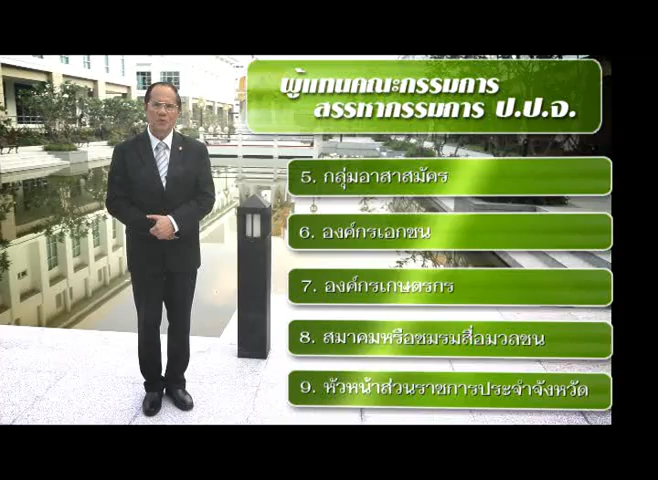 ผู้แทนคณะกรรมการ
สรรหากรรมการ ป.ป.จ.
5. กลุ่มอาสาสมัคร
6. องค์กรเอกชน
7. องค์กรเกษตรกร
8. สมาคมหรือชมรมสื่อมวลชน
9. หัวหน้าส่วนราชการประจำจังหวัด